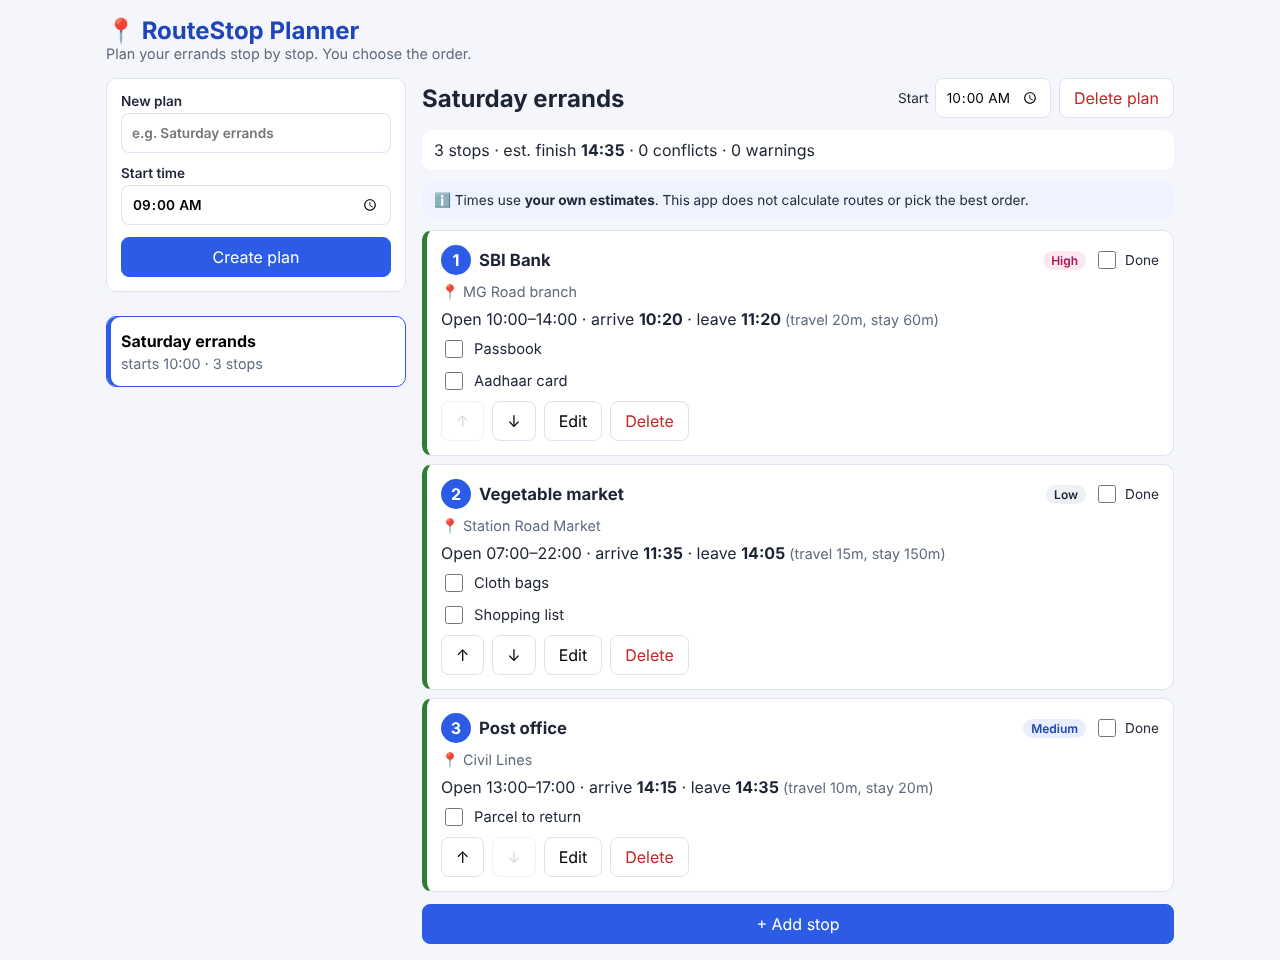 📍 RouteStop Planner
Plan your errands stop by stop. You choose the order.
New plan
e.g. Saturday errands
Start time
09:00 AM
Create plan
Saturday errands
starts 10:00 · 3 stops
Saturday errands
Start 10:00 AM Delete plan
3 stops · est. finish 14:35 · 0 conflicts · 0 warnings
ℹ️ Times use your own estimates. This app does not calculate routes or pick the best order.
1 SBI Bank High Done
📍 MG Road branch
Open 10:00–14:00 · arrive 10:20 · leave 11:20 (travel 20m, stay 60m)
Passbook
Aadhaar card
↑ ↓ Edit Delete
2 Vegetable market Low Done
📍 Station Road Market
Open 07:00–22:00 · arrive 11:35 · leave 14:05 (travel 15m, stay 150m)
Cloth bags
Shopping list
↑ ↓ Edit Delete
3 Post office Medium Done
📍 Civil Lines
Open 13:00–17:00 · arrive 14:15 · leave 14:35 (travel 10m, stay 20m)
Parcel to return
↑ ↓ Edit Delete
+ Add stop